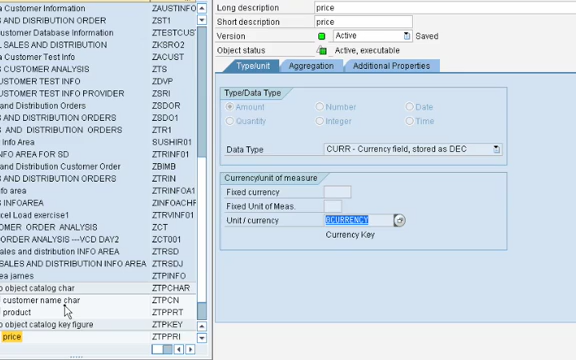 Customer Information ZAUSTINFO
S AND DISTRIBUTION ORDER ZST1
Customer Database Information ZTESTCUST
SALES AND DISTRIBUTION ZKSRO2
Customer Test Info ZACUST
S CUSTOMER ANALYSIS ZTS
CUSTOMER TEST INFO ZDVP
CUSTOMER TEST INFO PROVIDER ZSRI
and Distribution Orders ZSDOR
S AND DISTRIBUTION ORDERS ZSDO1
S AND DISTRIBUTION ORDERS ZTR1
Info Area SUSHIR01
NFO AREA FOR SD ZTRINF01
and Distribution Customer Order ZBIMB
S AND DISTRIBUTION ORDERS ZTRIN
nfo area ZTRINFOA1
S INFOAREA ZINFOACHF
cel Load exercise1 ZTRVINF01
OMER ORDER ANALYSIS ZCT
ORDER ANALYSIS ---VCD DAY2 ZCT001
ales and distribution INFO AREA ZTRSD
SALES AND DISTRIBUTION INFO AREA ZTRSDJ
ea james ZTPINFO
o object catalog char ZTPCHAR
customer name char ZTPCN
product ZTPPRT
o object catalog key figure ZTPKEY
price ZTPPRI
Long description price
Short description price
Version Active Saved
Object status Active, executable
Type/unit Aggregation Additional Properties
Type/Data Type
Amount Number Date
Quantity Integer Time
Data Type CURR - Currency field, stored as DEC
Currency/unit of measure
Fixed currency
Fixed Unit of Meas.
Unit / currency 0CURRENCY
Currency Key